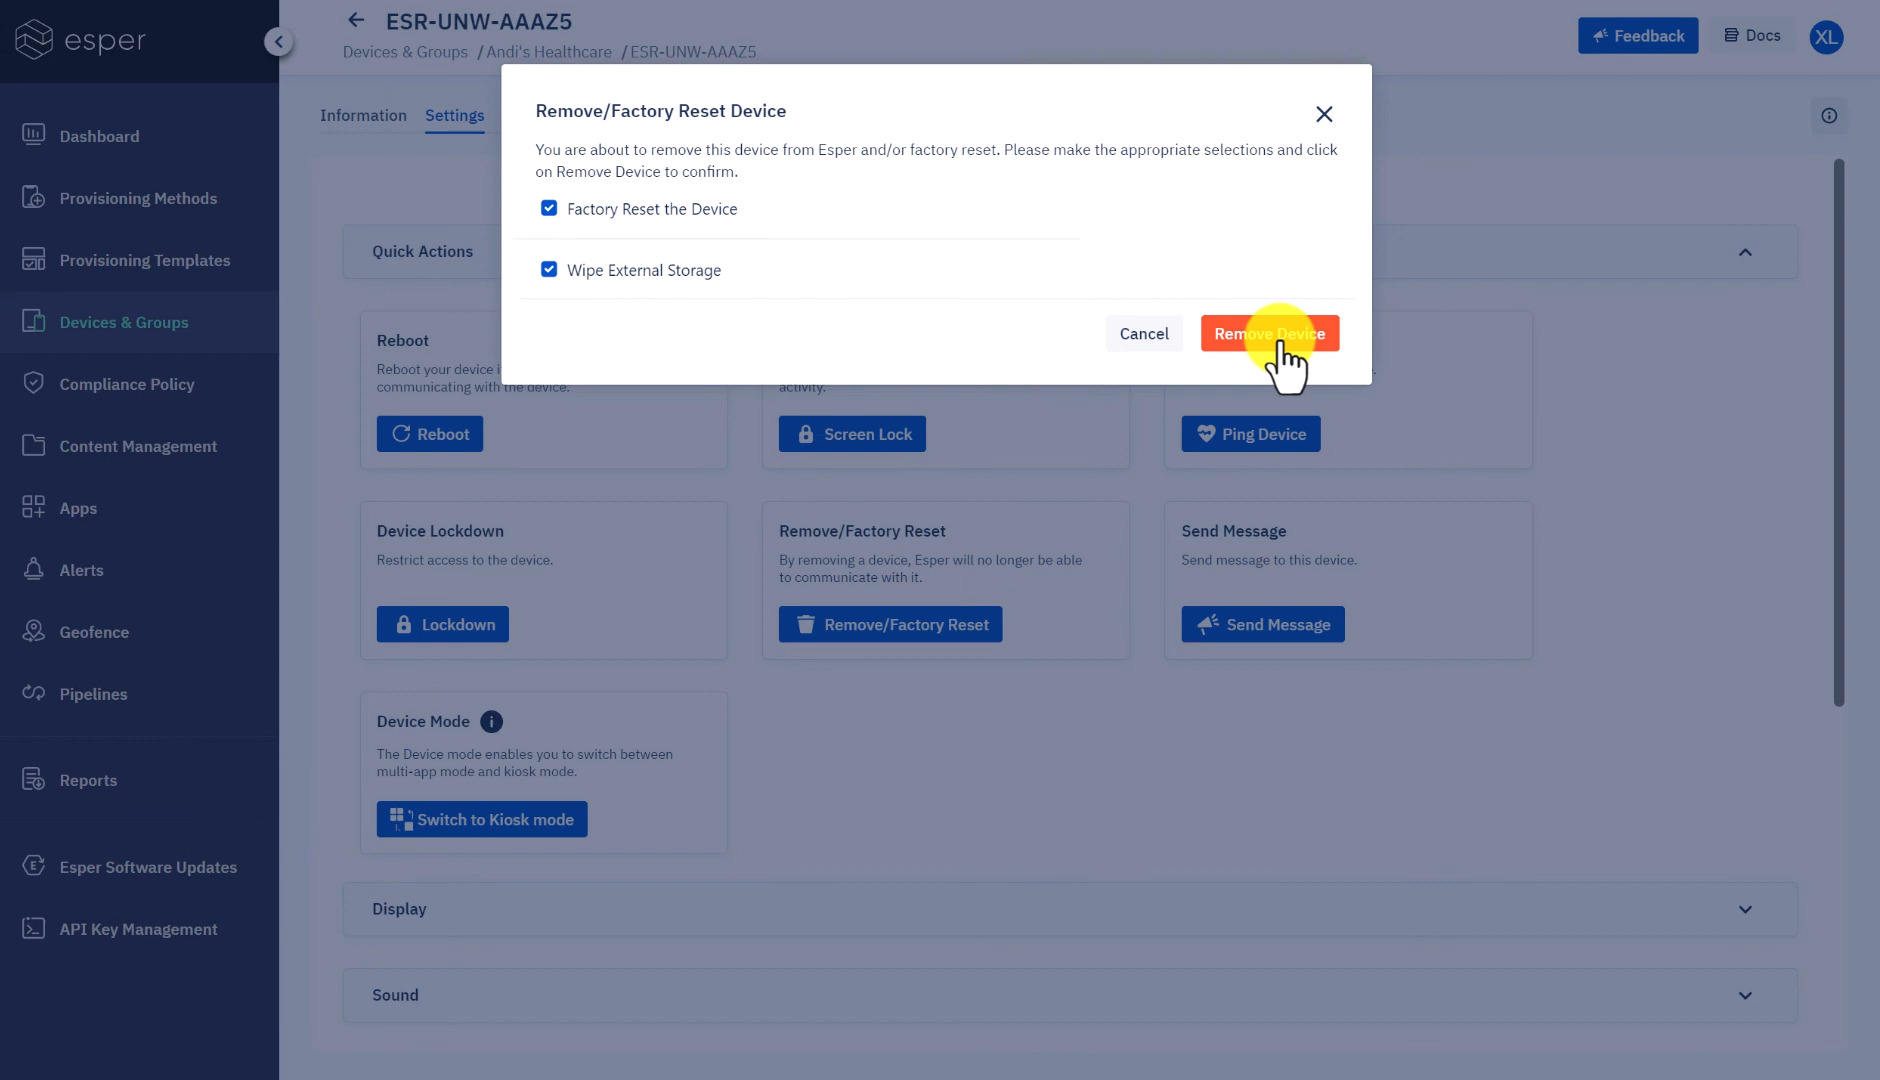 esper
ESR-UNW-AAAZ5
Devices & Groups / Andi's Healthcare / ESR-UNW-AAAZ5
Feedback
Docs
XL
Dashboard
Provisioning Methods
Provisioning Templates
Devices & Groups
Compliance Policy
Content Management
Apps
Alerts
Geofence
Pipelines
Reports
Esper Software Updates
API Key Management
Information
Settings
Remove/Factory Reset Device
You are about to remove this device from Esper and/or factory reset. Please make the appropriate selections and click
on Remove Device to confirm.
Factory Reset the Device
Wipe External Storage
Cancel
Remove Device
Quick Actions
Reboot
Reboot your device i
communicating with the device.
Reboot
activity.
Screen Lock
Ping Device
Device Lockdown
Restrict access to the device.
Lockdown
Remove/Factory Reset
By removing a device, Esper will no longer be able
to communicate with it.
Remove/Factory Reset
Send Message
Send message to this device.
Send Message
Device Mode
The Device mode enables you to switch between
multi-app mode and kiosk mode.
Switch to Kiosk mode
Display
Sound